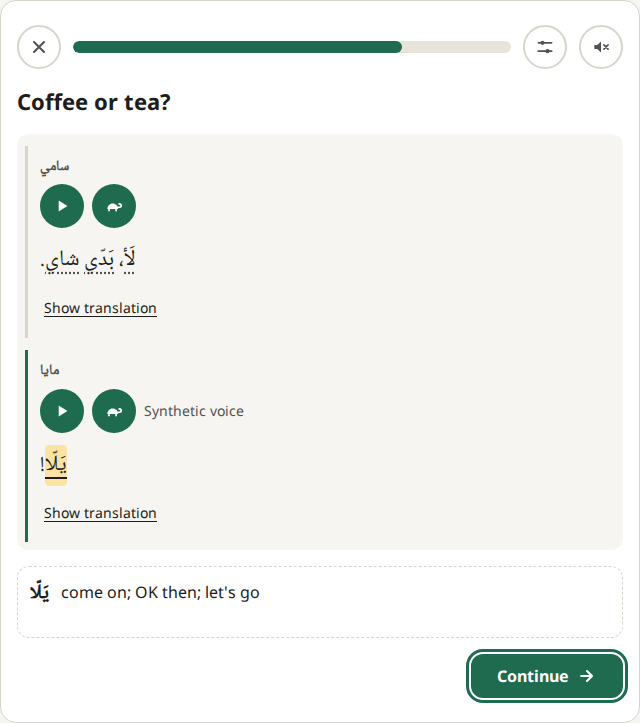 Coffee or tea?
سامي
لَأ، بَدّي شاي.
Show translation
مايا
Synthetic voice
يَلّا!
Show translation
يَلّا come on; OK then; let's go
Continue